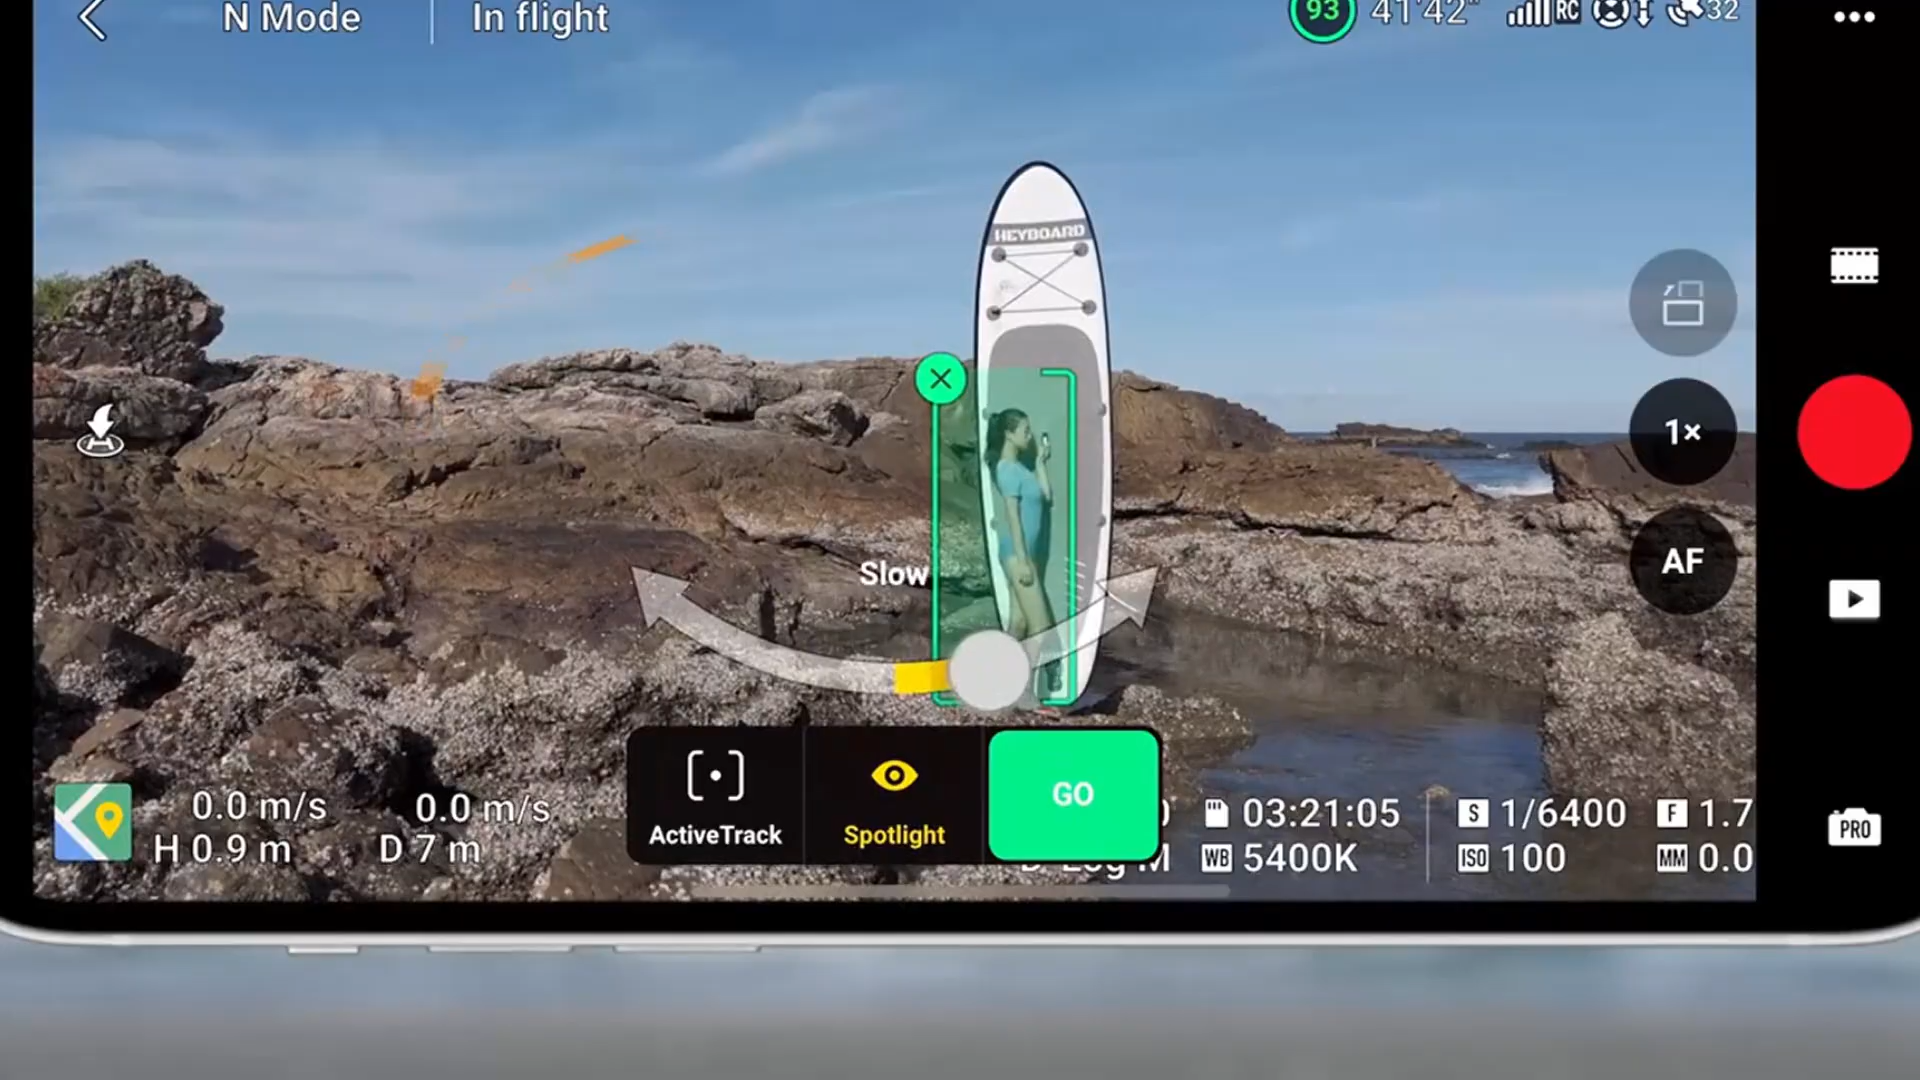 N Mode
In flight
93
41'42"
RC
32
HEYBOARD
1×
AF
Slow
ActiveTrack
Spotlight
GO
0.0 m/s
0.0 m/s
H 0.9 m
D 7 m
03:21:05
S 1/6400
F 1.7
WB 5400K
ISO 100
MM 0.0
PRO